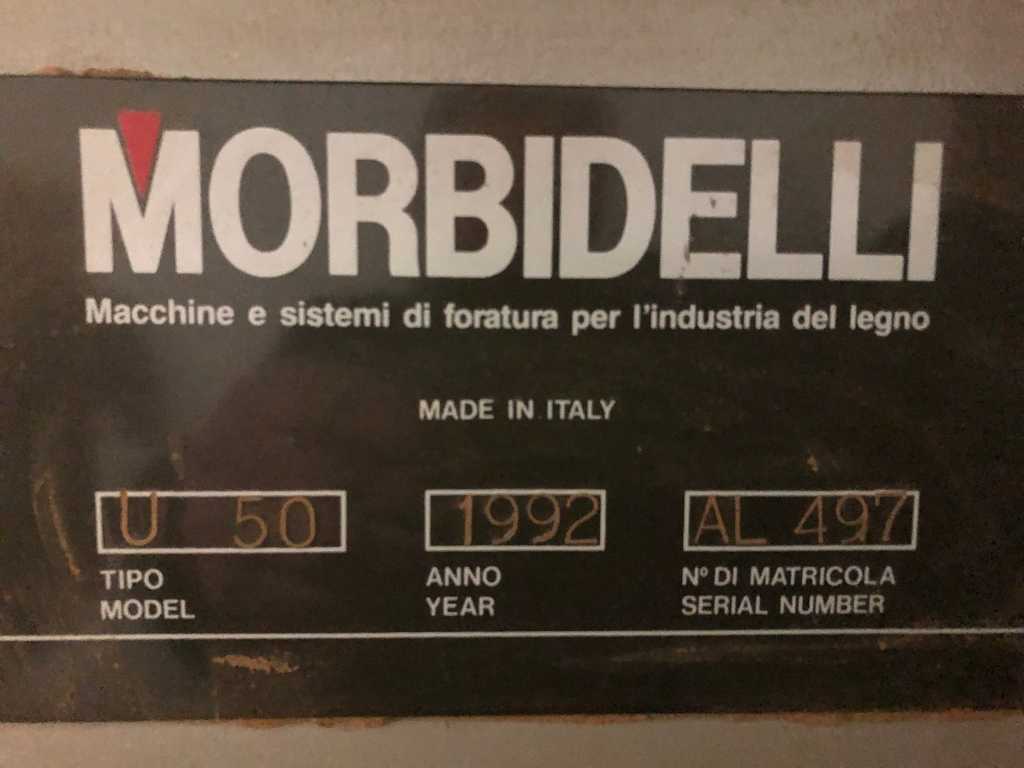 MORBIDELLI
Macchine e sistemi di foratura per l'industria del legno
MADE IN ITALY
U 50 1992 AL 497
TIPO ANNO N° DI MATRICOLA
MODEL YEAR SERIAL NUMBER